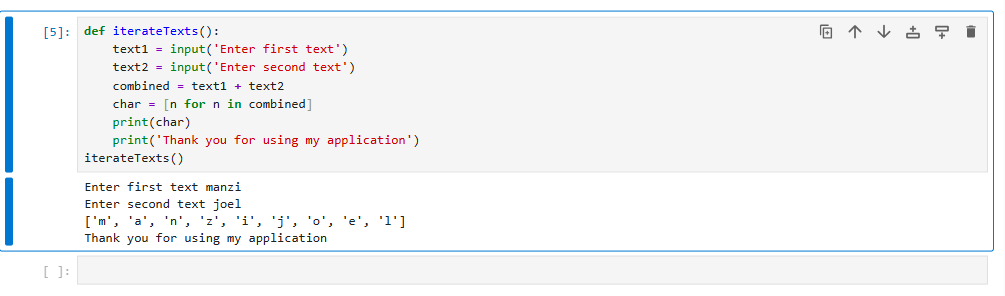 [5]: def iterateTexts():
    text1 = input('Enter first text')
    text2 = input('Enter second text')
    combined = text1 + text2
    char = [n for n in combined]
    print(char)
    print('Thank you for using my application')
iterateTexts()
Enter first text manzi
Enter second text joel
['m', 'a', 'n', 'z', 'i', 'j', 'o', 'e', 'l']
Thank you for using my application
[ ]: